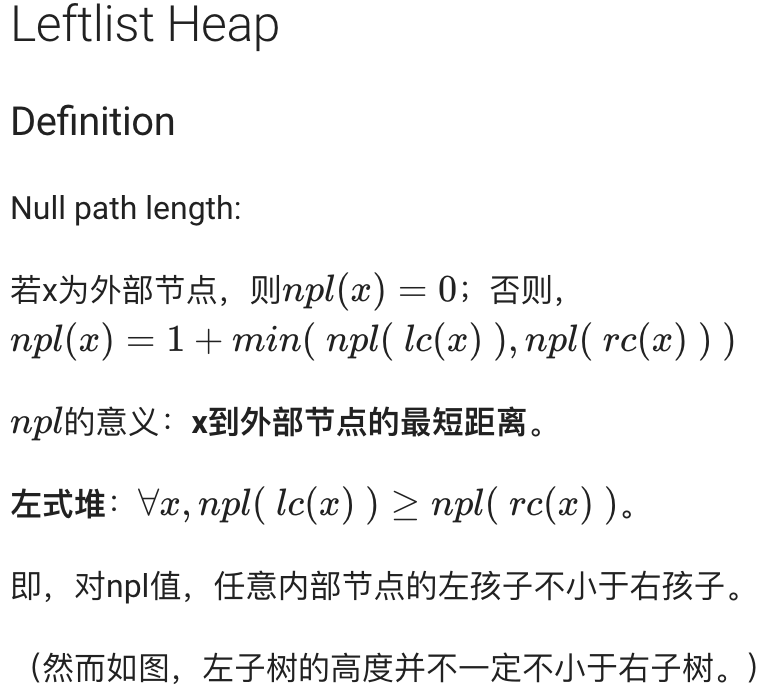 Leftlist Heap
Definition
Null path length:
若x为外部节点，则npl(x) = 0；否则，
npl(x) = 1 + min( npl( lc(x) ), npl( rc(x) ) )
npl的意义：x到外部节点的最短距离。
左式堆：∀x, npl( lc(x) ) ≥ npl( rc(x) )。
即，对npl值，任意内部节点的左孩子不小于右孩子。
（然而如图，左子树的高度并不一定不小于右子树。）